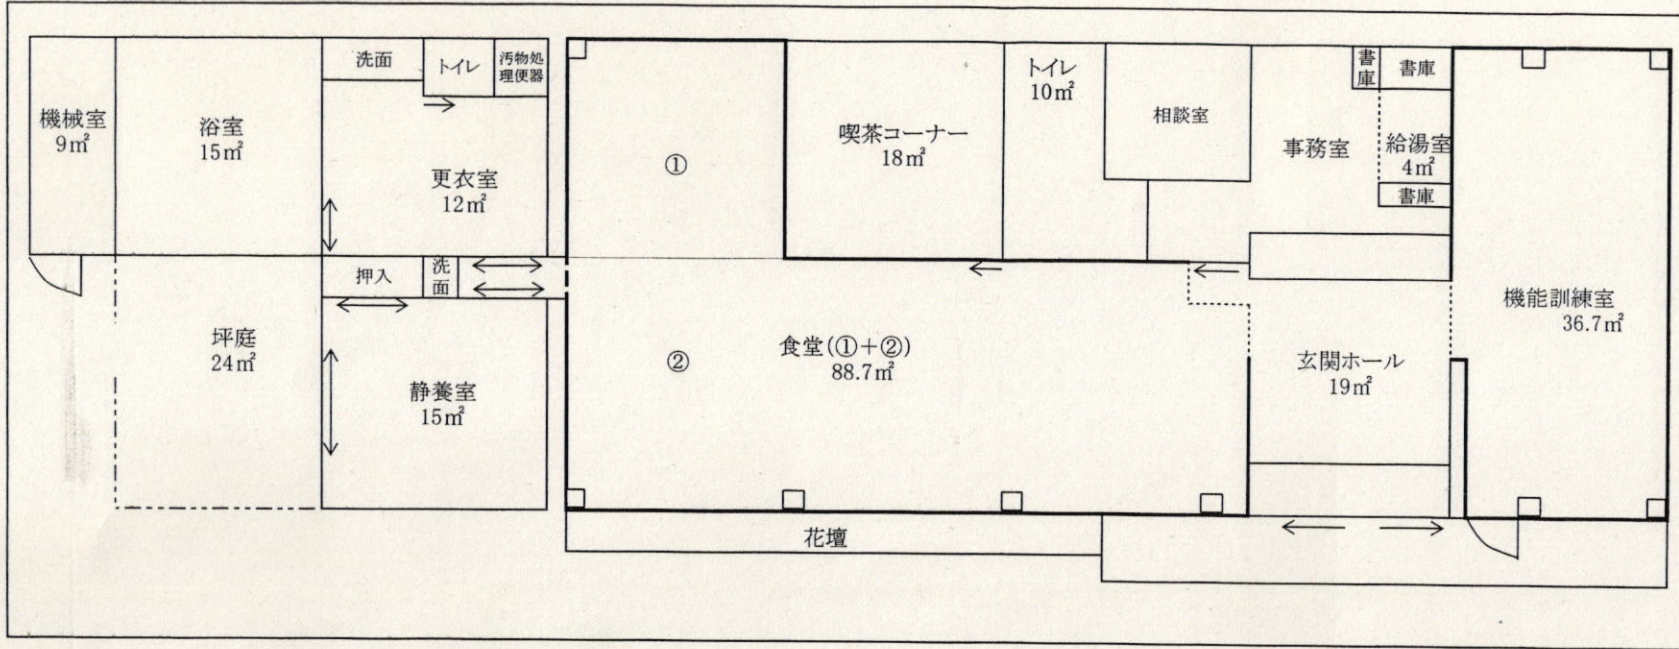 機械室
9㎡
浴室
15㎡
洗面
トイレ
汚物処
理便器
更衣室
12㎡
①
喫茶コーナー
18㎡
トイレ
10㎡
相談室
事務室
書庫
書庫
給湯室
4㎡
書庫
機能訓練室
36.7㎡
坪庭
24㎡
押入
洗面
静養室
15㎡
②
食堂(①＋②)
88.7㎡
玄関ホール
19㎡
花壇